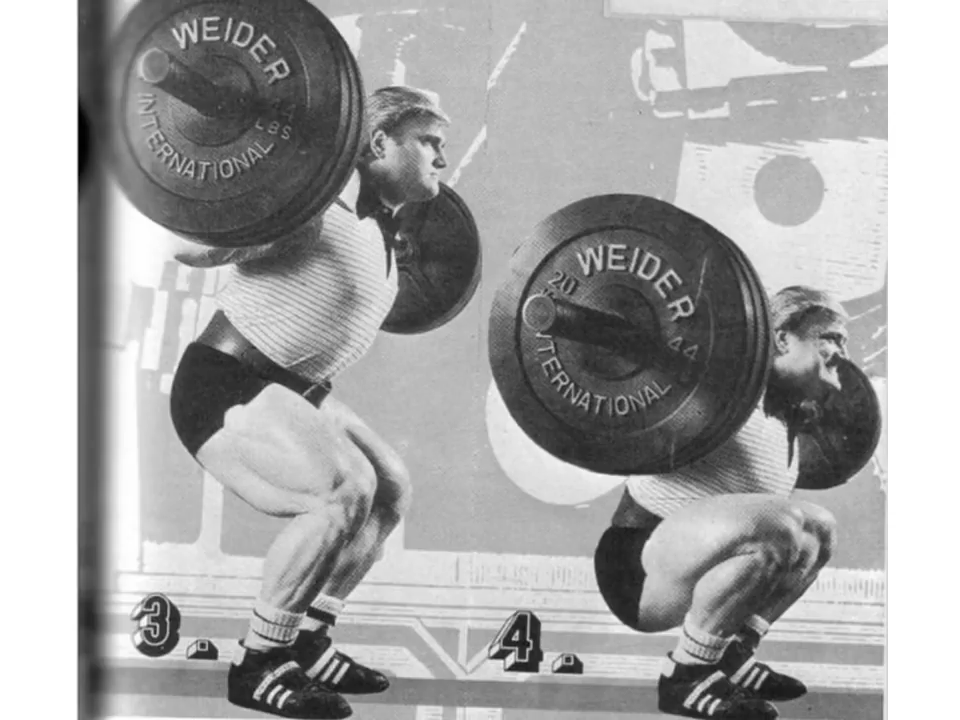 WEIDER
44
LBS
INTERNATIONAL
WEIDER
20
44
INTERNATIONAL
3
4